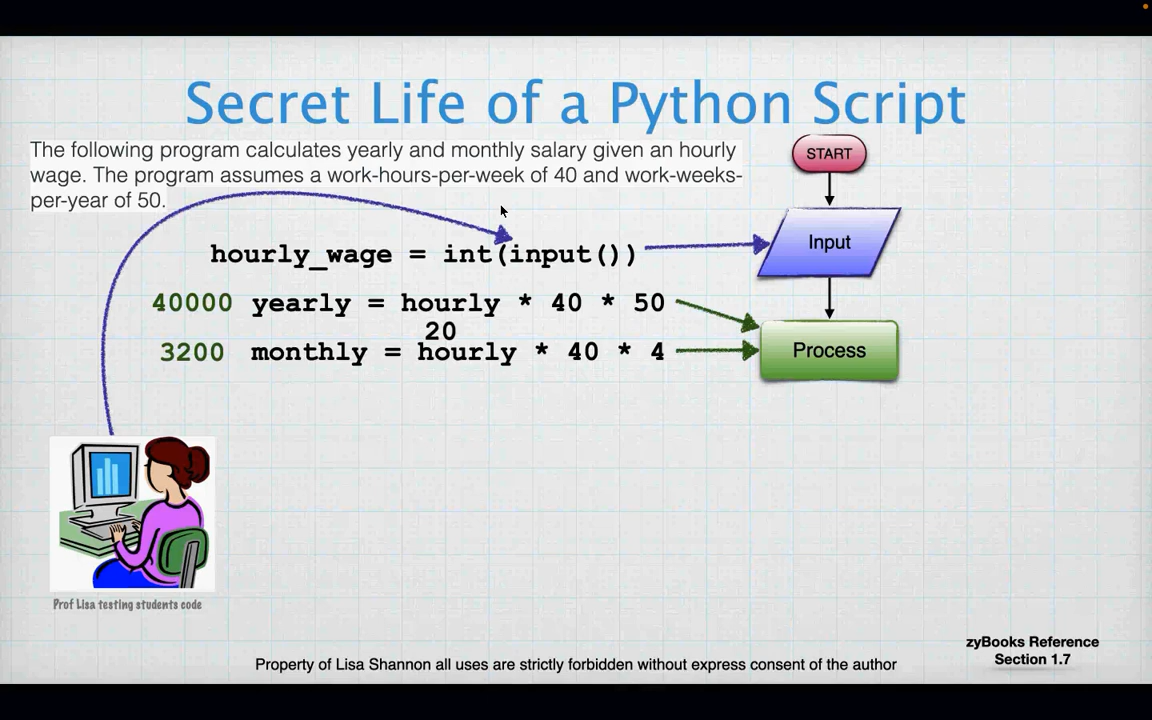 Secret Life of a Python Script
The following program calculates yearly and monthly salary given an hourly
wage. The program assumes a work-hours-per-week of 40 and work-weeks-
per-year of 50.
START
hourly_wage = int(input())
Input
40000 yearly = hourly * 40 * 50
20
3200 monthly = hourly * 40 * 4
Process
Prof Lisa testing students code
zyBooks Reference
Section 1.7
Property of Lisa Shannon all uses are strictly forbidden without express consent of the author